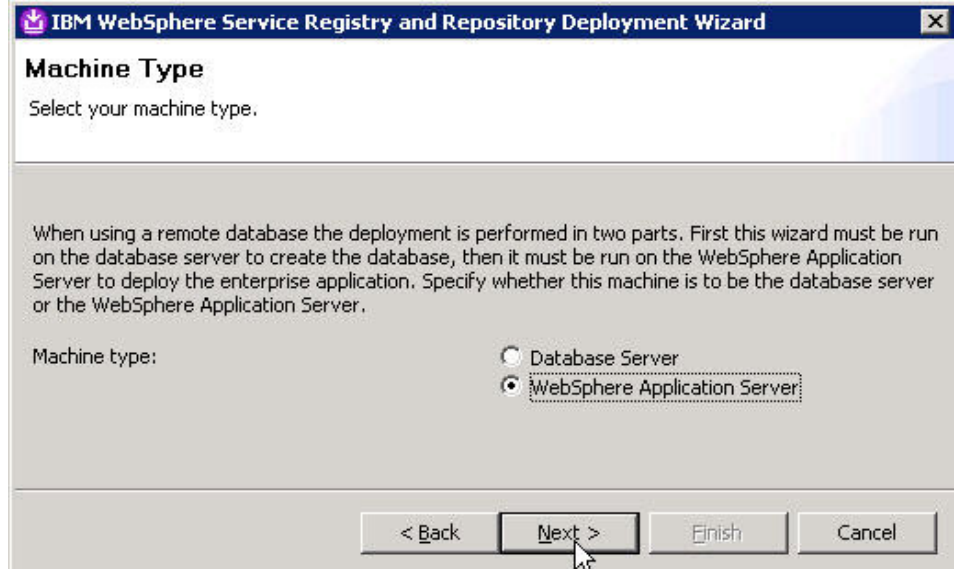 IBM WebSphere Service Registry and Repository Deployment Wizard
Machine Type
Select your machine type.
When using a remote database the deployment is performed in two parts. First this wizard must be run
on the database server to create the database, then it must be run on the WebSphere Application
Server to deploy the enterprise application. Specify whether this machine is to be the database server
or the WebSphere Application Server.
Machine type:
Database Server
WebSphere Application Server
< Back
Next >
Finish
Cancel